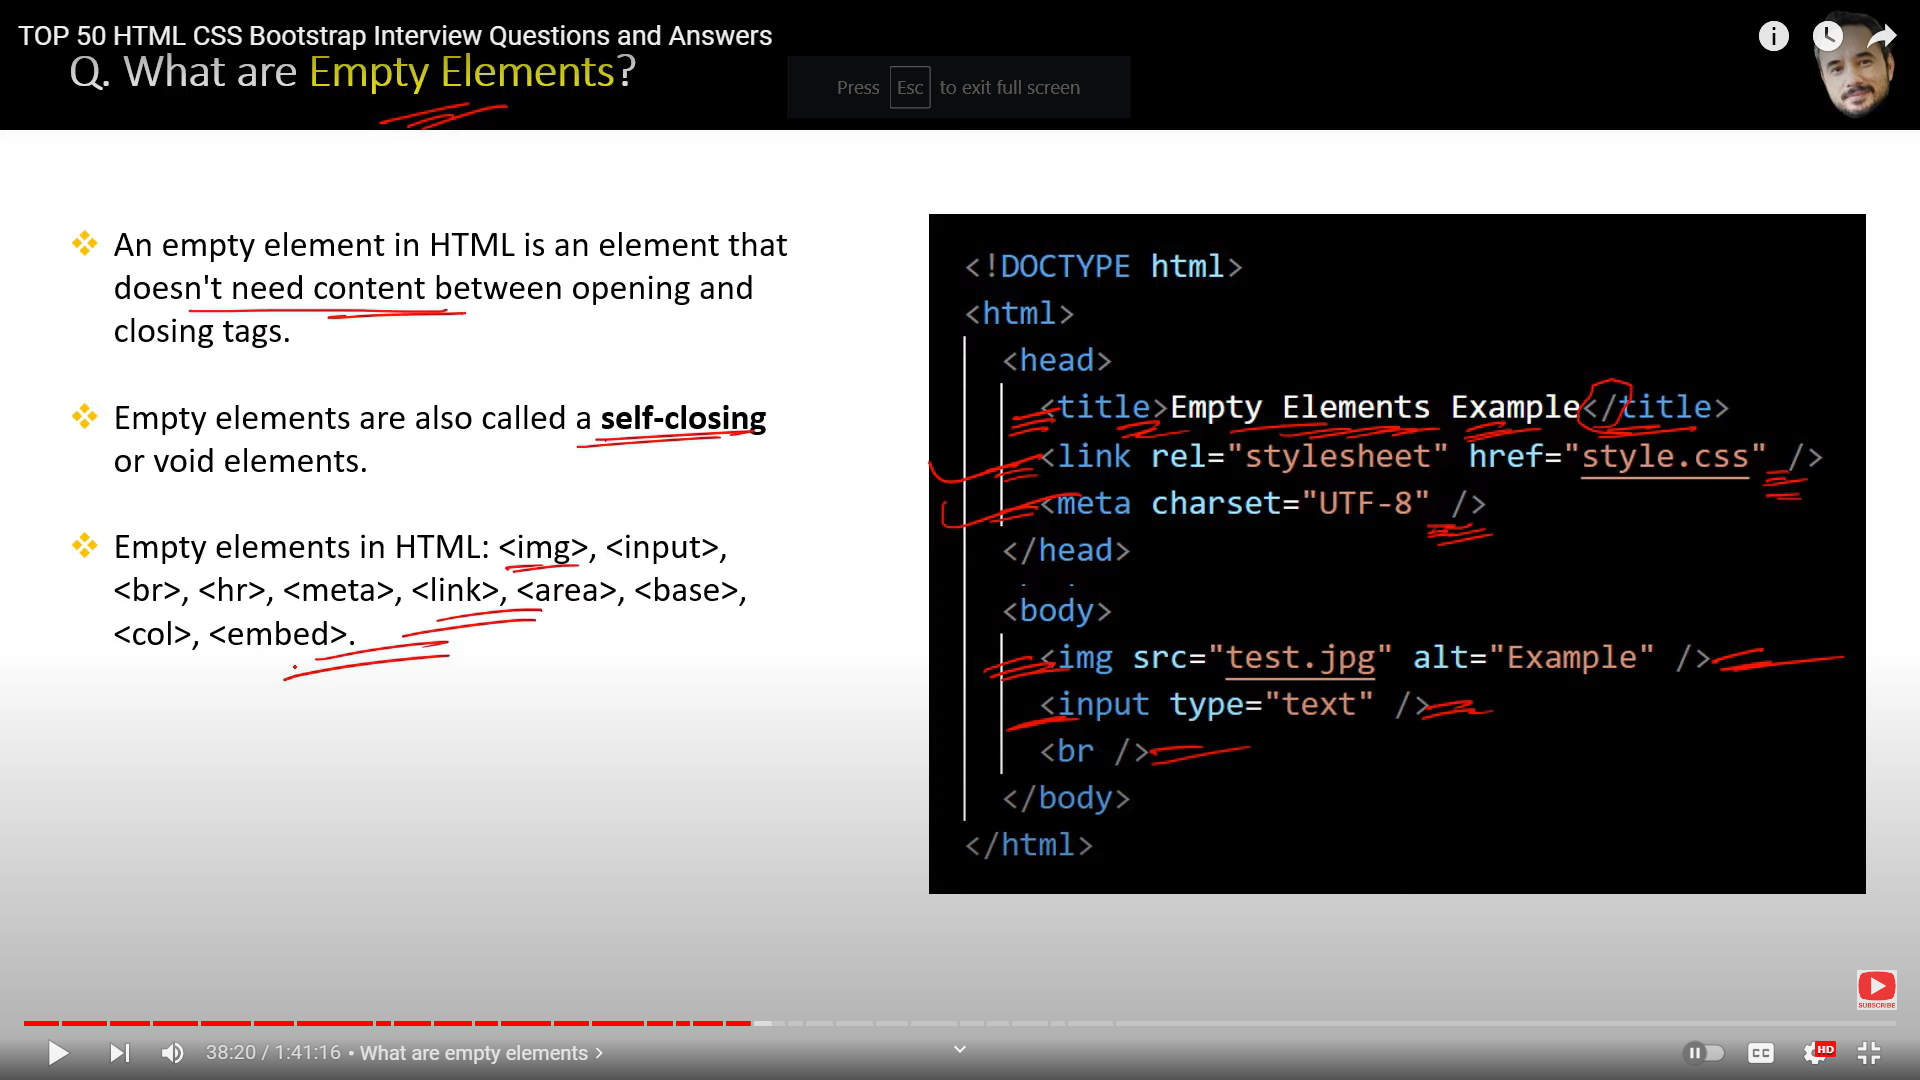 TOP 50 HTML CSS Bootstrap Interview Questions and Answers
Q. What are Empty Elements?
Press Esc to exit full screen
An empty element in HTML is an element that
doesn't need content between opening and
closing tags.
Empty elements are also called a self-closing
or void elements.
Empty elements in HTML: <img>, <input>,
<br>, <hr>, <meta>, <link>, <area>, <base>,
<col>, <embed>.
<!DOCTYPE html>
<html>
<head>
<title>Empty Elements Example</title>
<link rel="stylesheet" href="style.css" />
<meta charset="UTF-8" />
</head>
<body>
<img src="test.jpg" alt="Example" />
<input type="text" />
<br />
</body>
</html>
SUBSCRIBE
38:20 / 1:41:16 • What are empty elements >
CC
HD